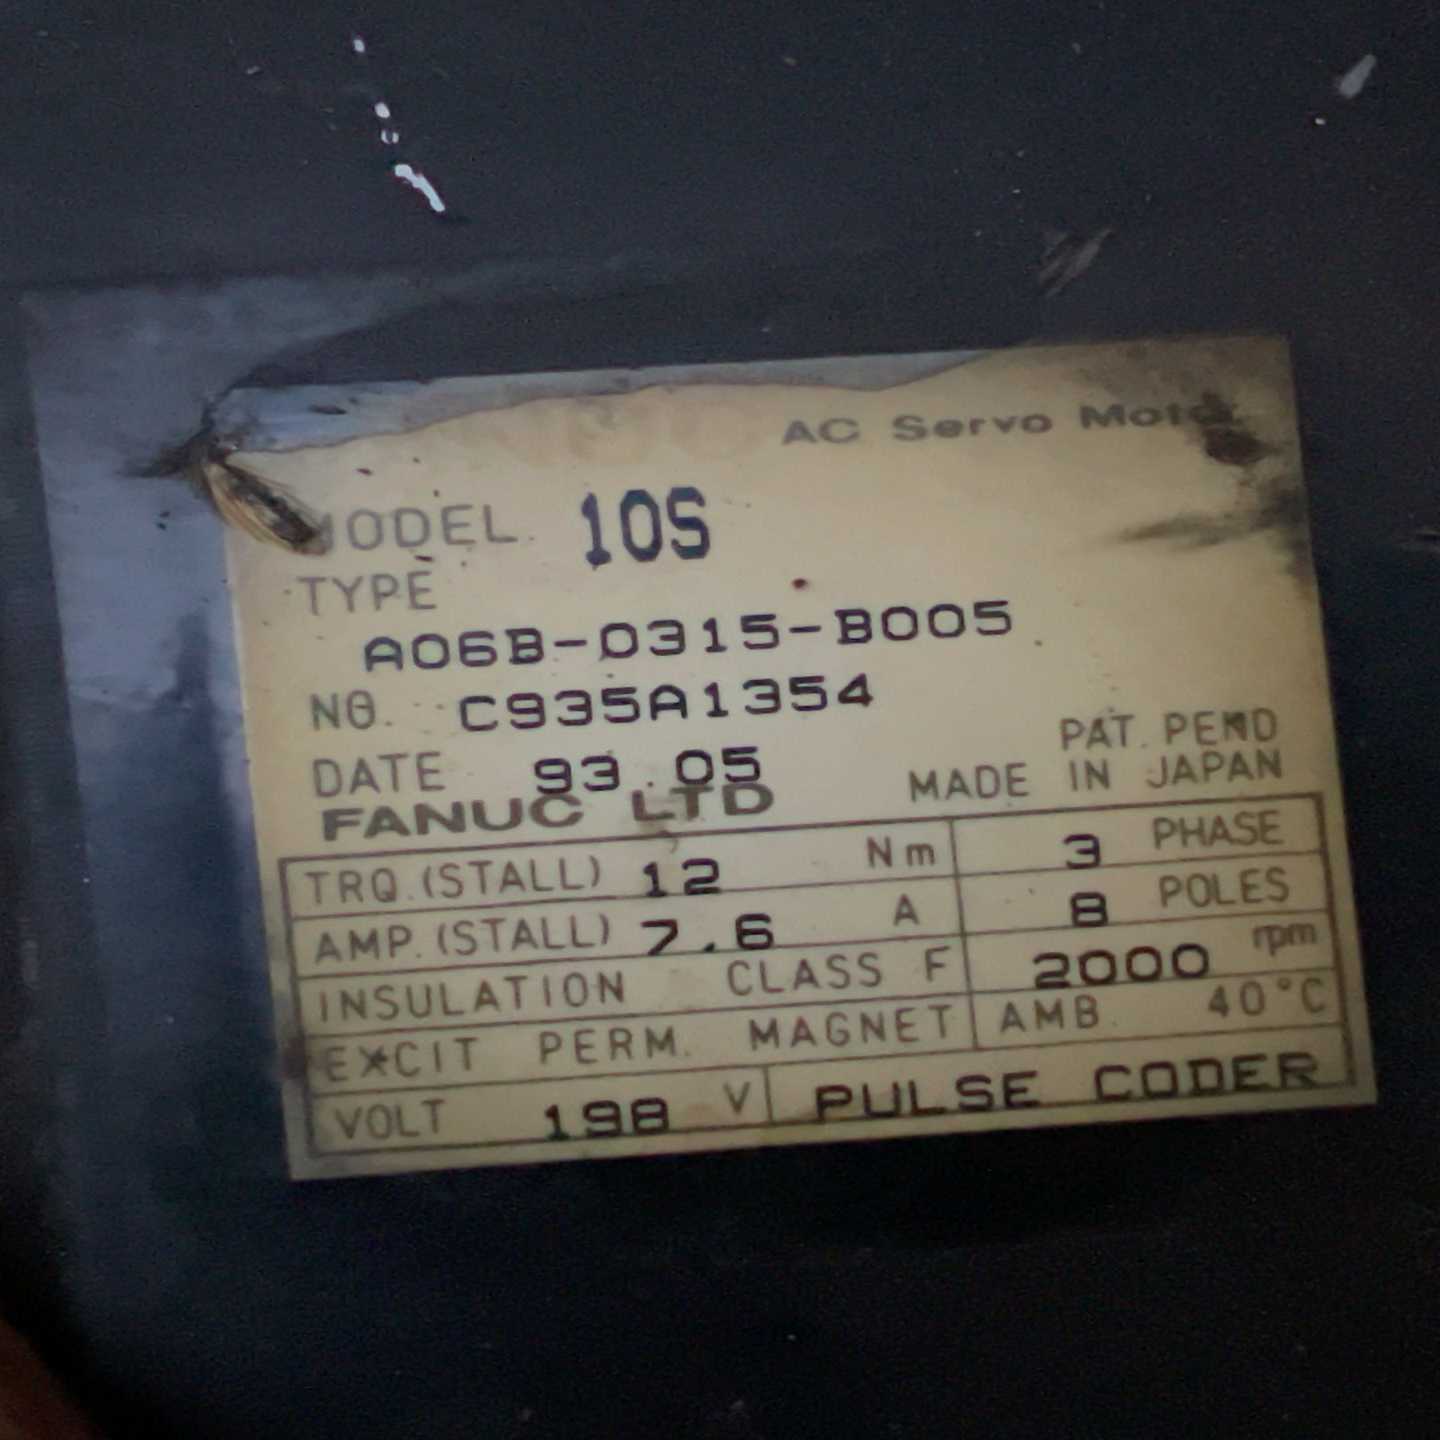 AC Servo Motor
MODEL 10S
TYPE
A06B-0315-B005
NO. C935A1354
DATE 93.05
PAT. PEND
FANUC LTD MADE IN JAPAN
TRQ.(STALL) 12 Nm 3 PHASE
AMP.(STALL) 7.6 A 8 POLES
INSULATION CLASS F 2000 rpm
EXCIT PERM. MAGNET AMB. 40°C
VOLT 198 V PULSE CODER